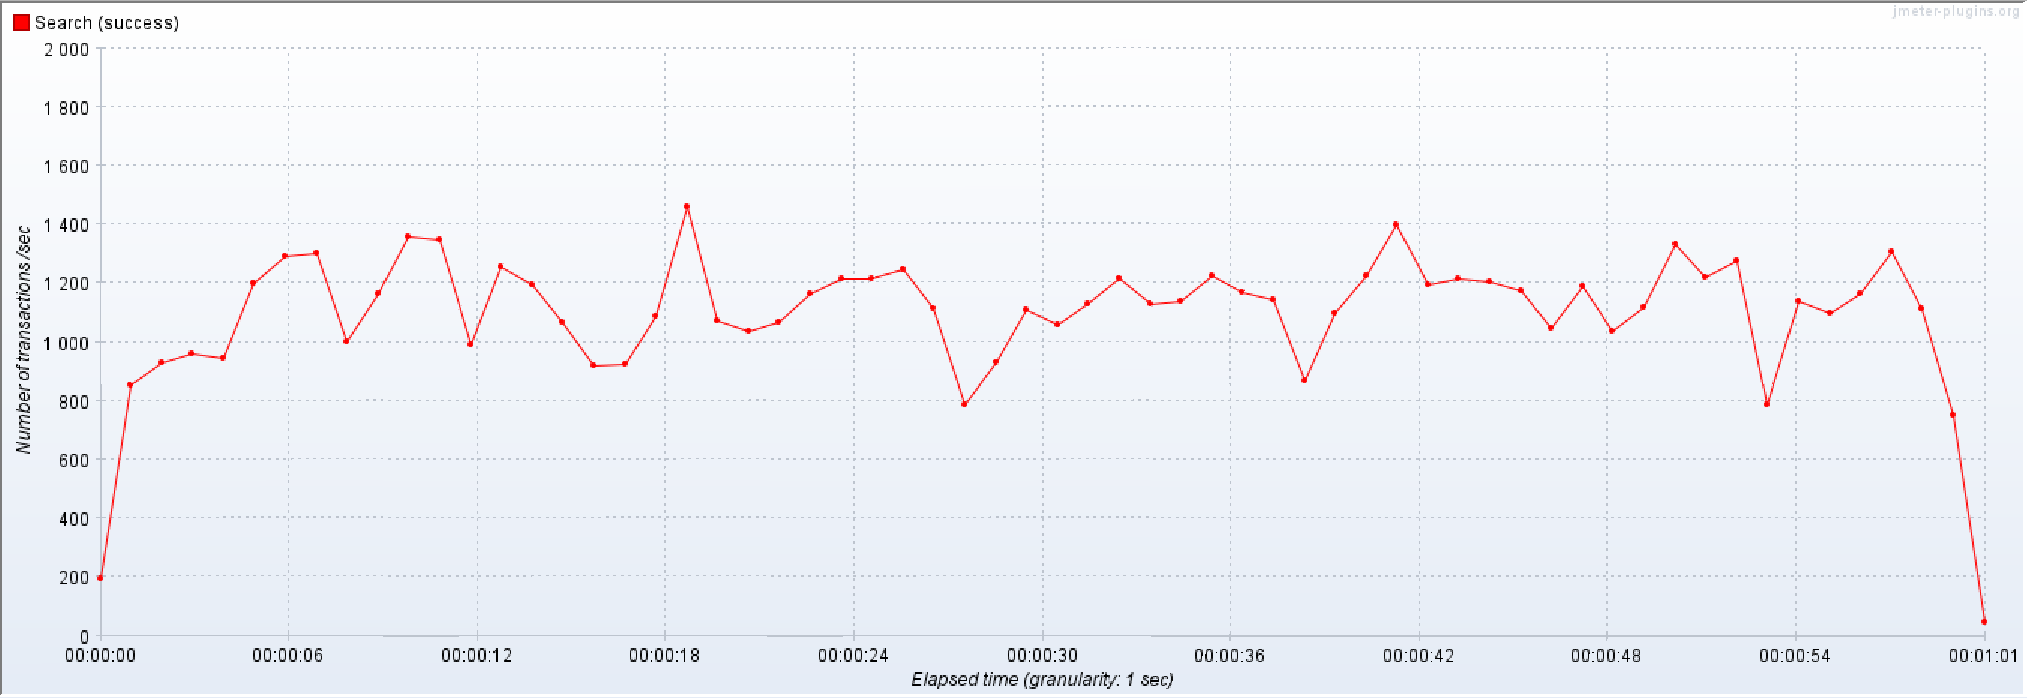 jmeter-plugins.org
Search (success)
2 000
1 800
1 600
1 400
1 200
1 000
800
600
400
200
0
Number of transactions /sec
00:00:00 00:00:06 00:00:12 00:00:18 00:00:24 00:00:30 00:00:36 00:00:42 00:00:48 00:00:54 00:01:01
Elapsed time (granularity: 1 sec)